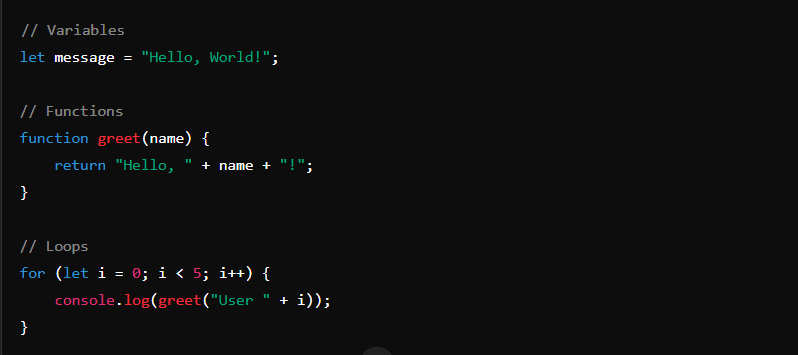 // Variables
let message = "Hello, World!";
// Functions
function greet(name) {
    return "Hello, " + name + "!";
}
// Loops
for (let i = 0; i < 5; i++) {
    console.log(greet("User " + i));
}